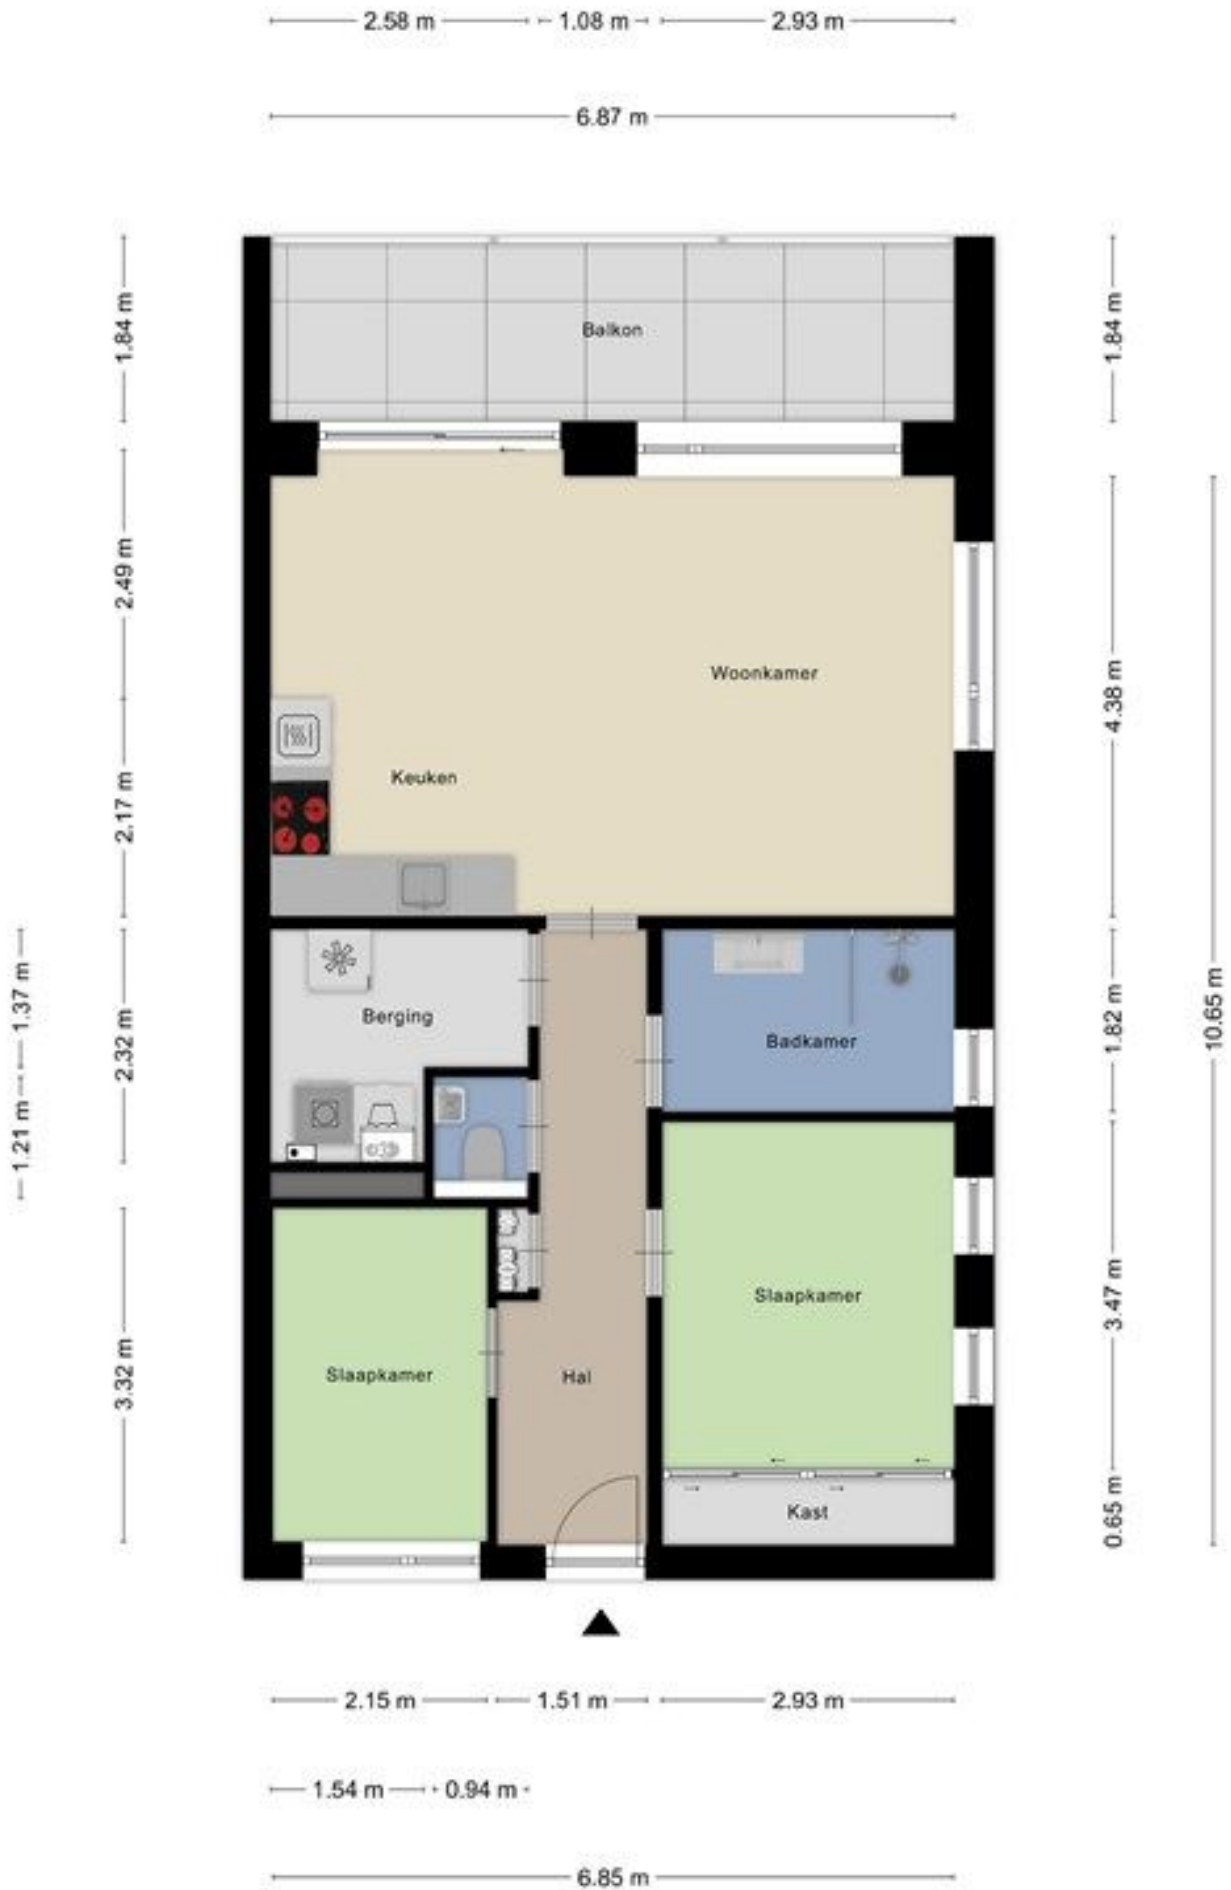 2.58 m
1.08 m
2.93 m
6.87 m
1.84 m
1.84 m
Balkon
2.49 m
Woonkamer
4.38 m
Keuken
2.17 m
10.65 m
1.37 m
2.32 m
Berging
Badkamer
1.82 m
1.21 m
Slaapkamer
3.47 m
3.32 m
Slaapkamer
Hal
Kast
0.65 m
2.15 m
1.51 m
2.93 m
1.54 m
0.94 m
6.85 m